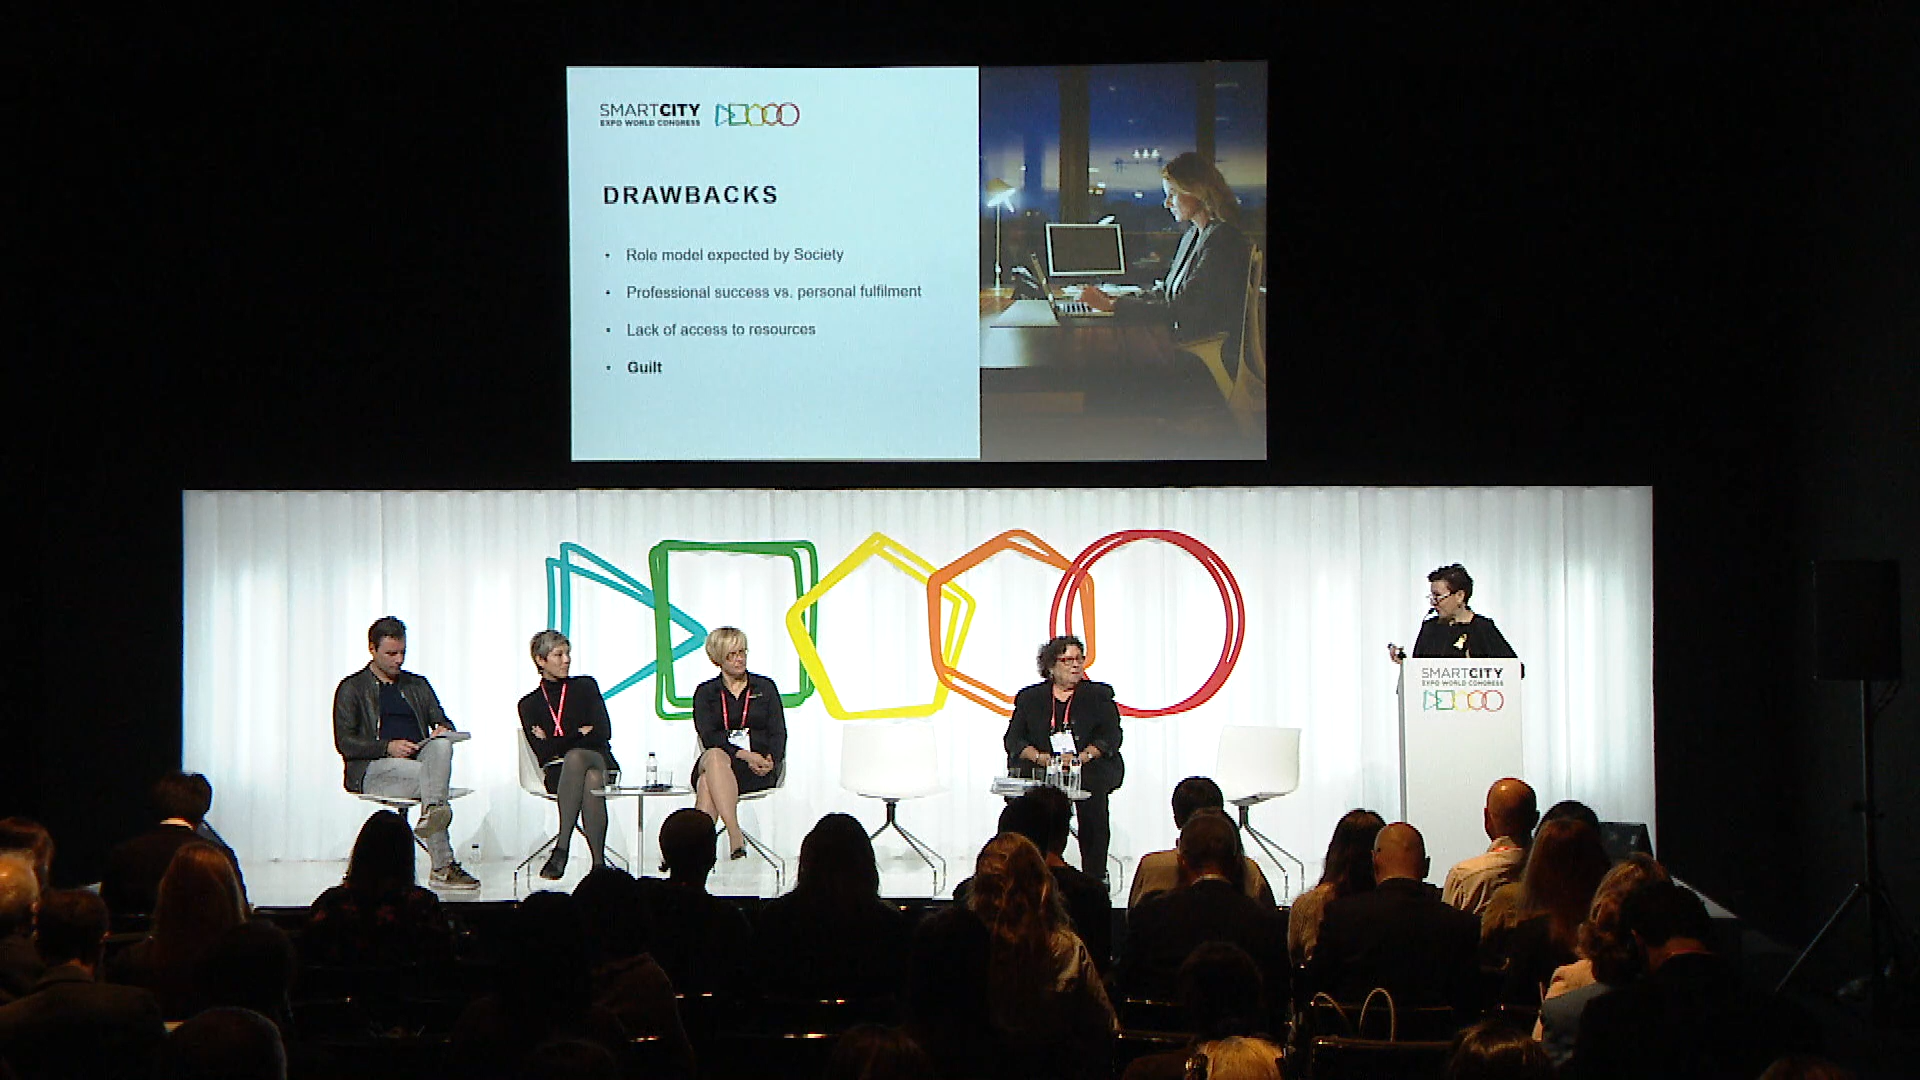 SMARTCITY
EXPO WORLD CONGRESS
DRAWBACKS
• Role model expected by Society
• Professional success vs. personal fulfilment
• Lack of access to resources
• Guilt
SMARTCITY
EXPO WORLD CONGRESS